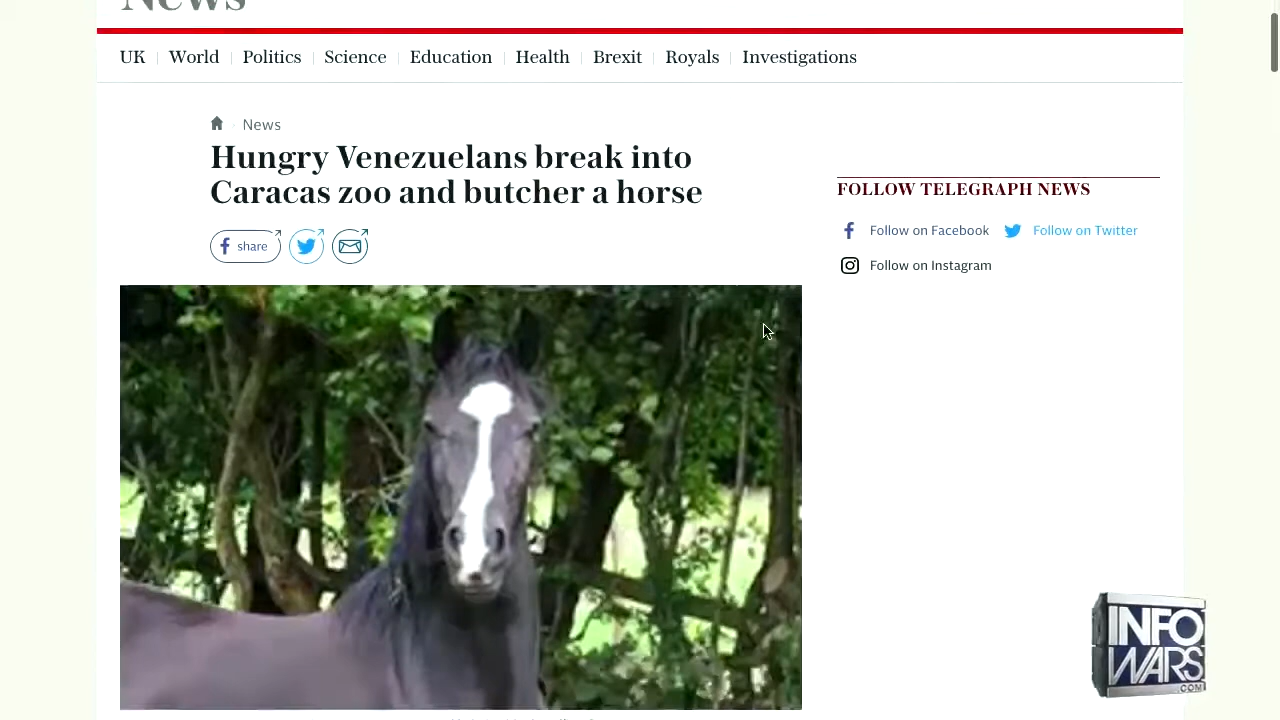 News
UK World Politics Science Education Health Brexit Royals Investigations
News
Hungry Venezuelans break into
Caracas zoo and butcher a horse
share
FOLLOW TELEGRAPH NEWS
Follow on Facebook Follow on Twitter
Follow on Instagram
INFO
WARS
.COM